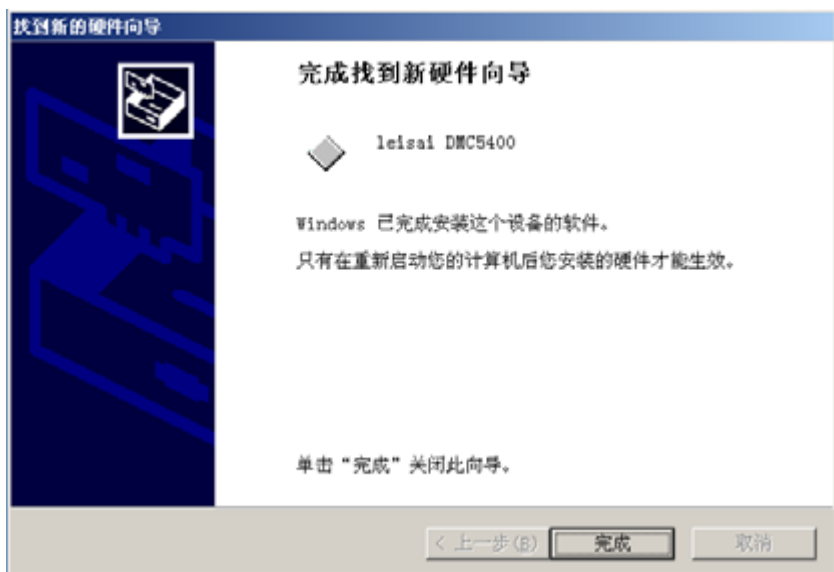 找到新的硬件向导
完成找到新硬件向导
leisai DMC5400
Windows 已完成安装这个设备的软件。
只有在重新启动您的计算机后您安装的硬件才能生效。
单击“完成”关闭此向导。
< 上一步(B) 完成 取消